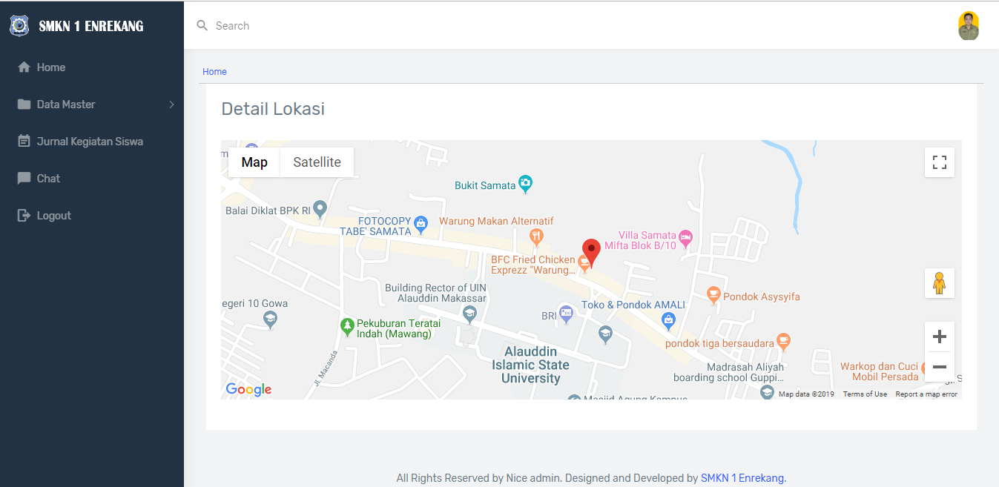 SMKN 1 ENREKANG
Search
Home
Data Master
Jurnal Kegiatan Siswa
Chat
Logout
Home
Detail Lokasi
Map
Satellite
Bukit Samata
Balai Diklat BPK RI
FOTOCOPY
TABE' SAMATA
Warung Makan Alternatif
Villa Samata
Mifta Blok B/10
BFC Fried Chicken
Exprezz "Warung...
Building Rector of UIN
Alauddin Makassar
Toko & Pondok AMALI
Pondok Asysyifa
egeri 10 Gowa
BRI
Pekuburan Teratai
Indah (Mawang)
pondok tiga bersaudara
Alauddin
Islamic State
University
Jl. Macanda
Madrasah Aliyah
boarding school Guppi...
Warkop dan Cuci
Mobil Persada
Google
Masjid Agung Kampus
Map data ©2019
Terms of Use
Report a map error
All Rights Reserved by Nice admin. Designed and Developed by SMKN 1 Enrekang.